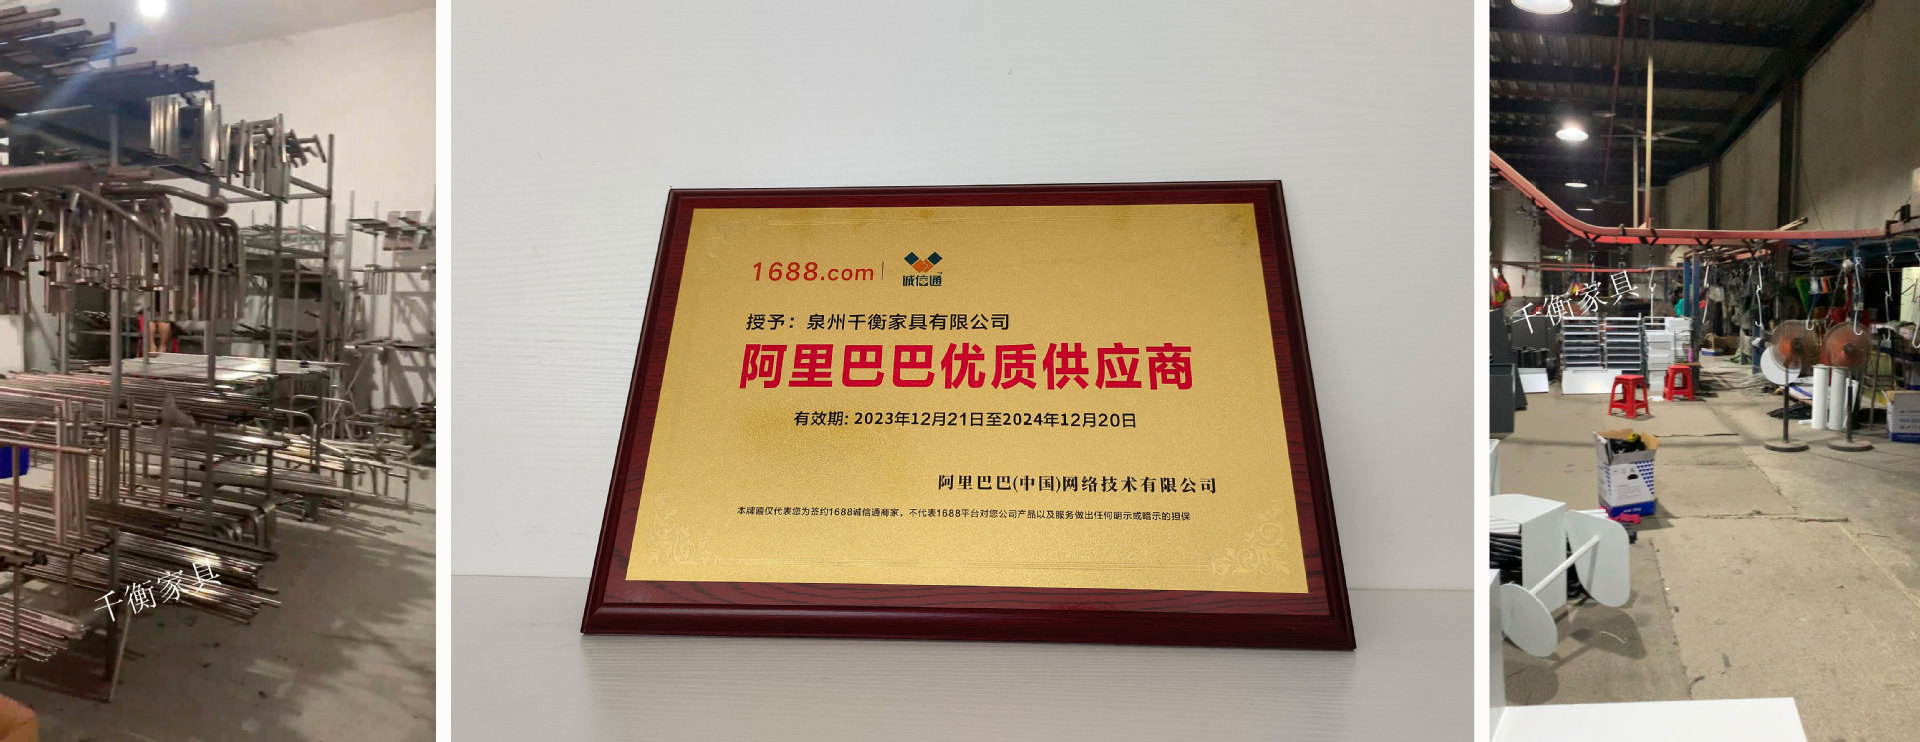 千衡家具
1688.com | 诚信通
授予：泉州千衡家具有限公司
阿里巴巴优质供应商
有效期: 2023年12月21日至2024年12月20日
阿里巴巴(中国)网络技术有限公司
本牌匾仅代表您为签约1688诚信通商家，不代表1688平台对您公司产品以及服务做出任何明示或暗示的担保
千衡家具